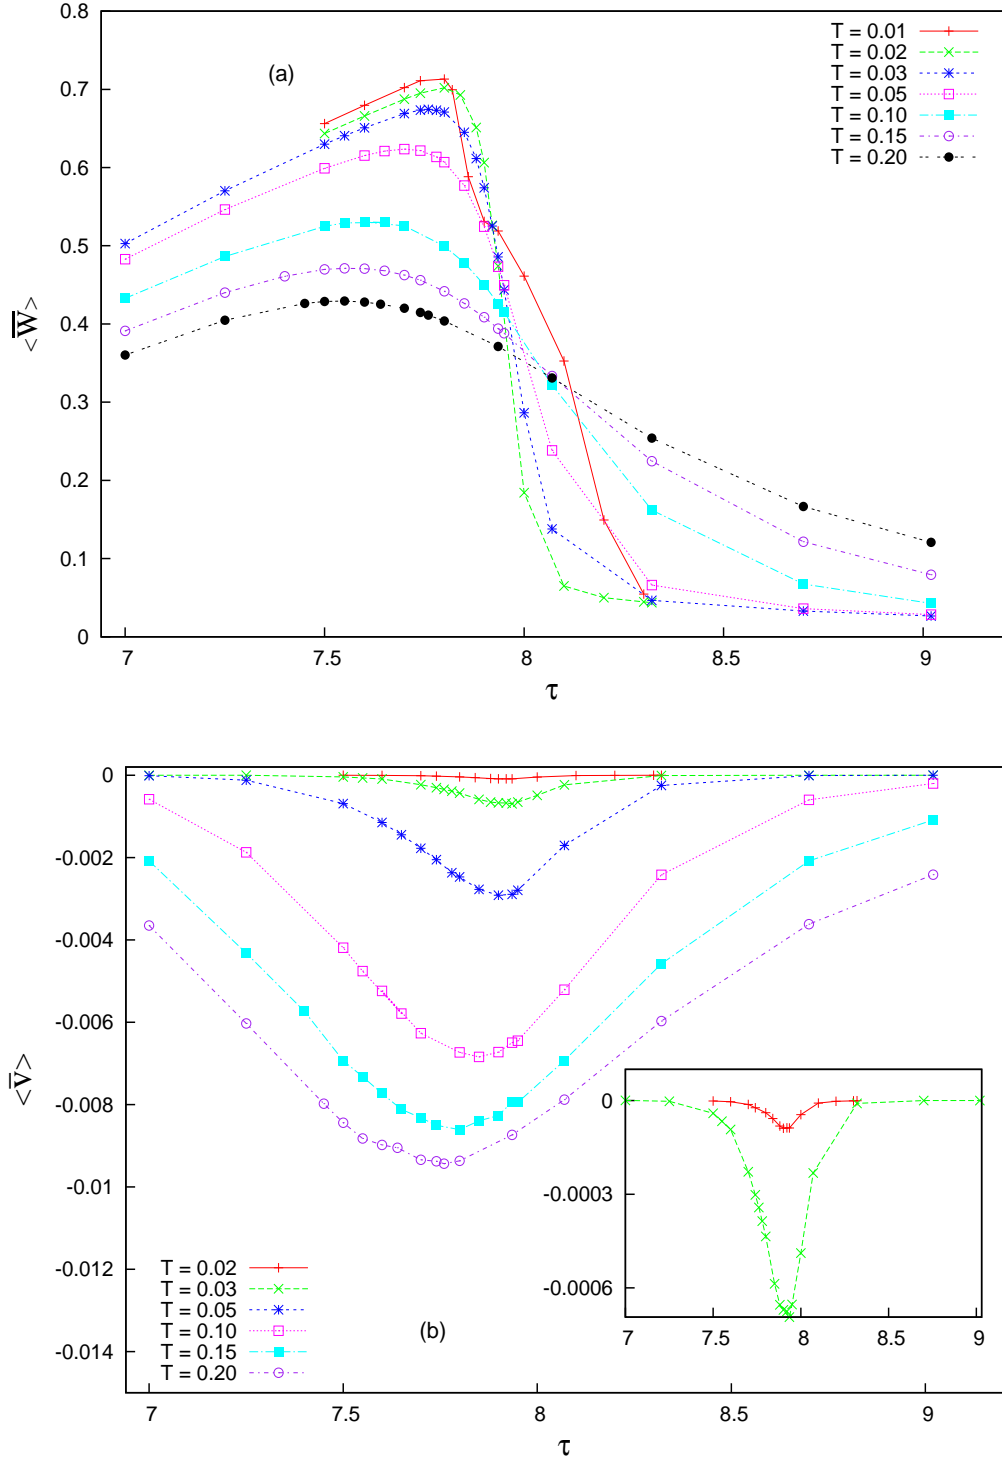 0.8
0.7
0.6
0.5
0.4
0.3
0.2
0.1
0
<W̿>
(a)
T = 0.01
T = 0.02
T = 0.03
T = 0.05
T = 0.10
T = 0.15
T = 0.20
7
7.5
8
8.5
9
τ
0
-0.002
-0.004
-0.006
-0.008
-0.01
-0.012
-0.014
<v̅>
T = 0.02
T = 0.03
T = 0.05
T = 0.10
T = 0.15
T = 0.20
(b)
0
-0.0003
-0.0006
7
7.5
8
8.5
9
7
7.5
8
8.5
9
τ